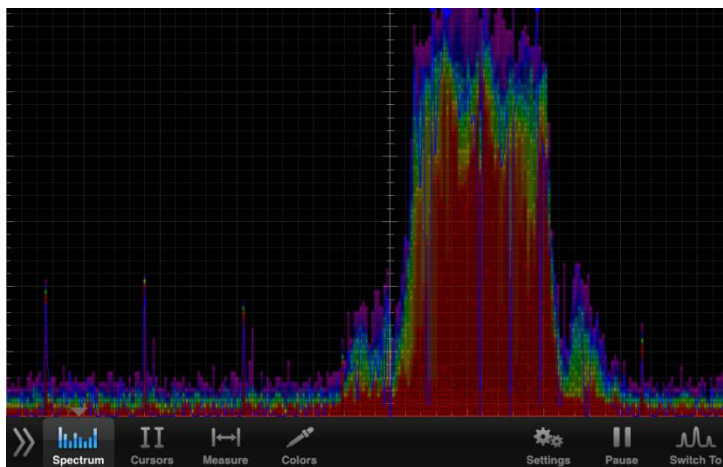 Spectrum
Cursors
Measure
Colors
Settings
Pause
Switch To